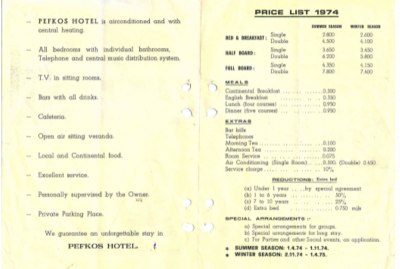 — PEFKOS HOTEL is airconditioned and with
central heating.
— All bedrooms with individual bathrooms,
Telephone and central music distribution system.
— T.V. in sitting rooms.
— Bars with all drinks.
— Cafeteria.
— Open air sitting veranda.
— Local and Continental food.
— Excellent service.
— Personally supervised by the Owner.
— Private Parking Place.
We guarantee an unforgettable stay in
PEFKOS HOTEL.
PRICE LIST 1974
SUMMER SEASON WINTER SEASON
BED & BREAKFAST: Single 2.800 2.600
Double 4.500 4.100
HALF BOARD: Single 3.650 3.450
Double 6.200 5.800
FULL BOARD: Single 4.350 4.150
Double 7.800 7.400
MEALS
Continental Breakfast 0.300
English Breakfast 0.350
Lunch (four courses) 0.950
Dinner (five courses) 0.950
EXTRAS
Bar bills
Telephones
Morning Tea 0.100
Afternoon Tea 0.200
Room Service 0.075
Air Conditioning (Single Room) 0.300 (Double) 0.450
Service charge 10%
REDUCTIONS: Extra bed
(a) Under 1 year by special agreement
(b) 1 to 6 years 50%
(c) 7 to 10 years 25%
(d) Extra bed 0.750 mils
SPECIAL ARRANGEMENTS :-
a) Special arrangements for groups.
b) Special arrangements for long stay.
c) For Parties and other Social events, an application.
SUMMER SEASON: 1.4.74 - 1.11.74.
WINTER SEASON: 2.11.74 - 1.4.75.